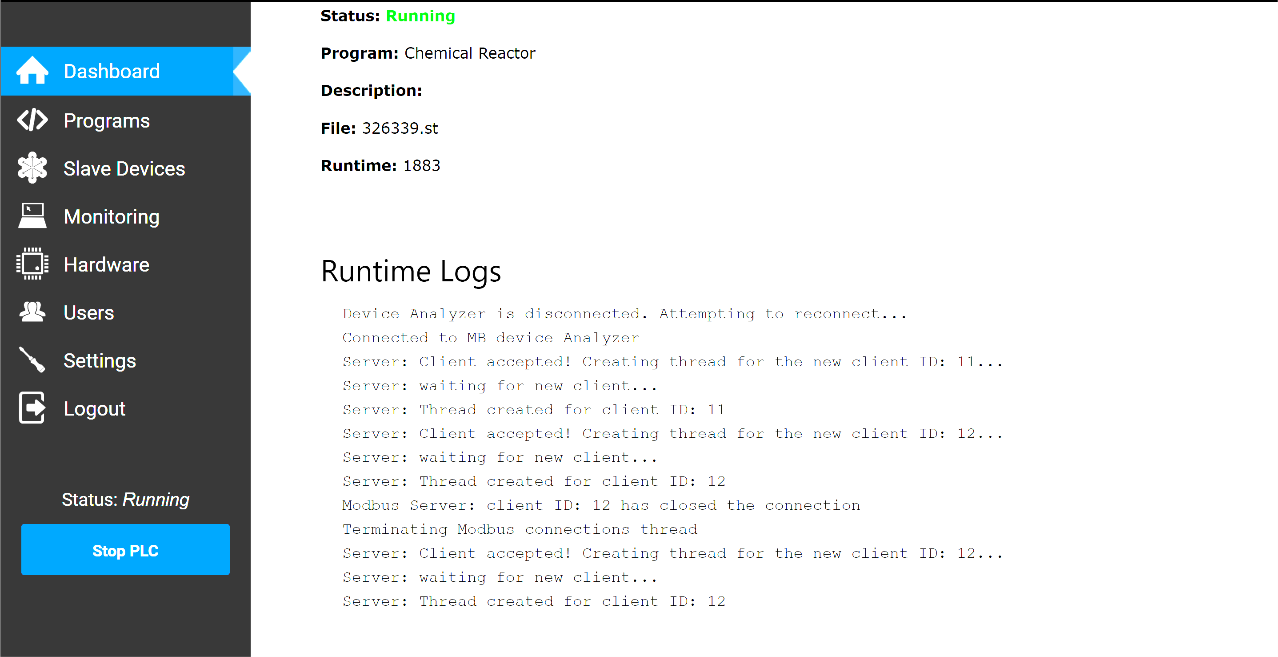 Dashboard
Programs
Slave Devices
Monitoring
Hardware
Users
Settings
Logout
Status: Running
Stop PLC
Status: Running
Program: Chemical Reactor
Description:
File: 326339.st
Runtime: 1883
Runtime Logs
Device Analyzer is disconnected. Attempting to reconnect...
Connected to MB device Analyzer
Server: Client accepted! Creating thread for the new client ID: 11...
Server: waiting for new client...
Server: Thread created for client ID: 11
Server: Client accepted! Creating thread for the new client ID: 12...
Server: waiting for new client...
Server: Thread created for client ID: 12
Modbus Server: client ID: 12 has closed the connection
Terminating Modbus connections thread
Server: Client accepted! Creating thread for the new client ID: 12...
Server: waiting for new client...
Server: Thread created for client ID: 12